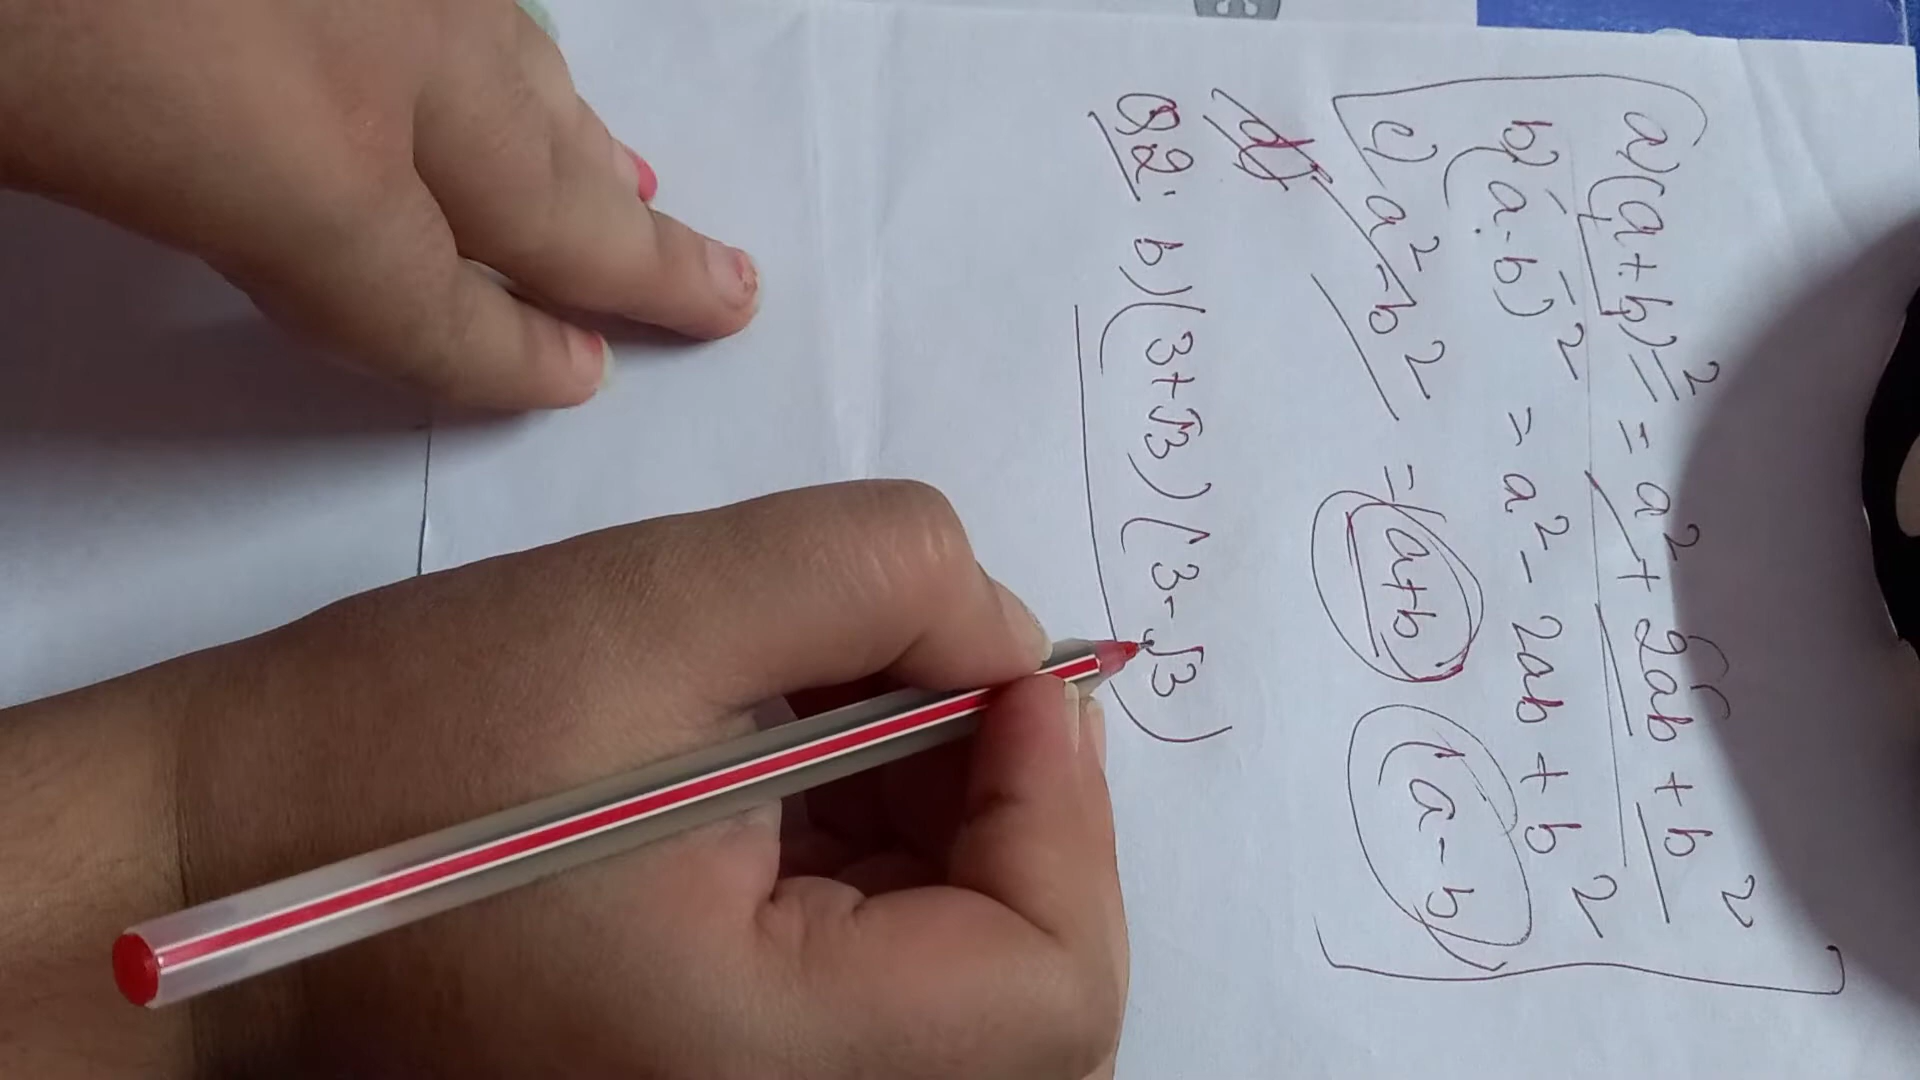 a) (a+b)² = a² + 2ab + b²
b) (a-b)² = a² - 2ab + b²
c) a²-b² = (a+b) (a-b)
d)
Q2. b) (3+√3) (3-√3)